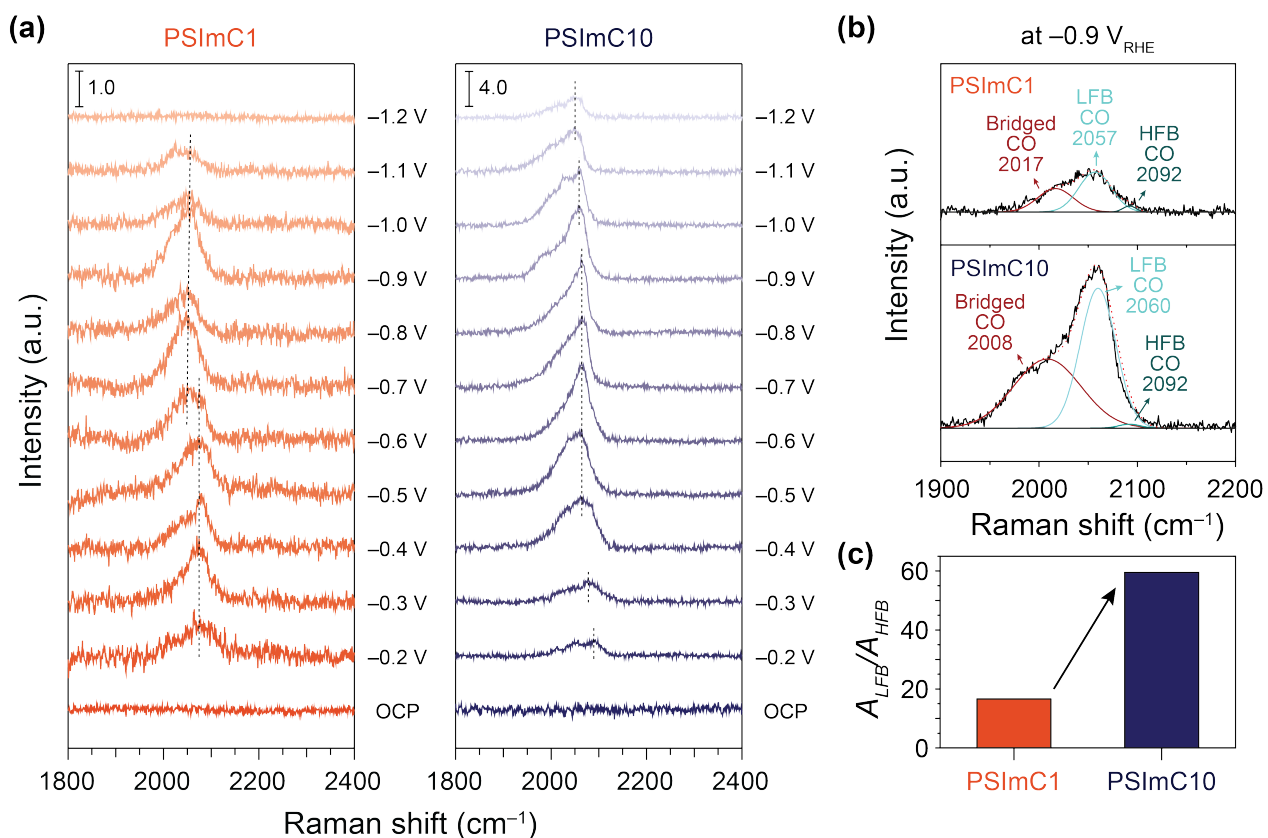 (a)
PSImC1
PSImC10
1.0
4.0
–1.2 V
–1.1 V
–1.0 V
–0.9 V
–0.8 V
–0.7 V
–0.6 V
–0.5 V
–0.4 V
–0.3 V
–0.2 V
OCP
–1.2 V
–1.1 V
–1.0 V
–0.9 V
–0.8 V
–0.7 V
–0.6 V
–0.5 V
–0.4 V
–0.3 V
–0.2 V
OCP
Intensity (a.u.)
1800 2000 2200 2400
1800 2000 2200 2400
Raman shift (cm⁻¹)
(b)
at –0.9 V_RHE
PSImC1
Bridged
CO
2017
LFB
CO
2057
HFB
CO
2092
PSImC10
Bridged
CO
2008
LFB
CO
2060
HFB
CO
2092
Intensity (a.u.)
1900 2000 2100 2200
Raman shift (cm⁻¹)
(c)
A_LFB/A_HFB
60
40
20
0
PSImC1 PSImC10